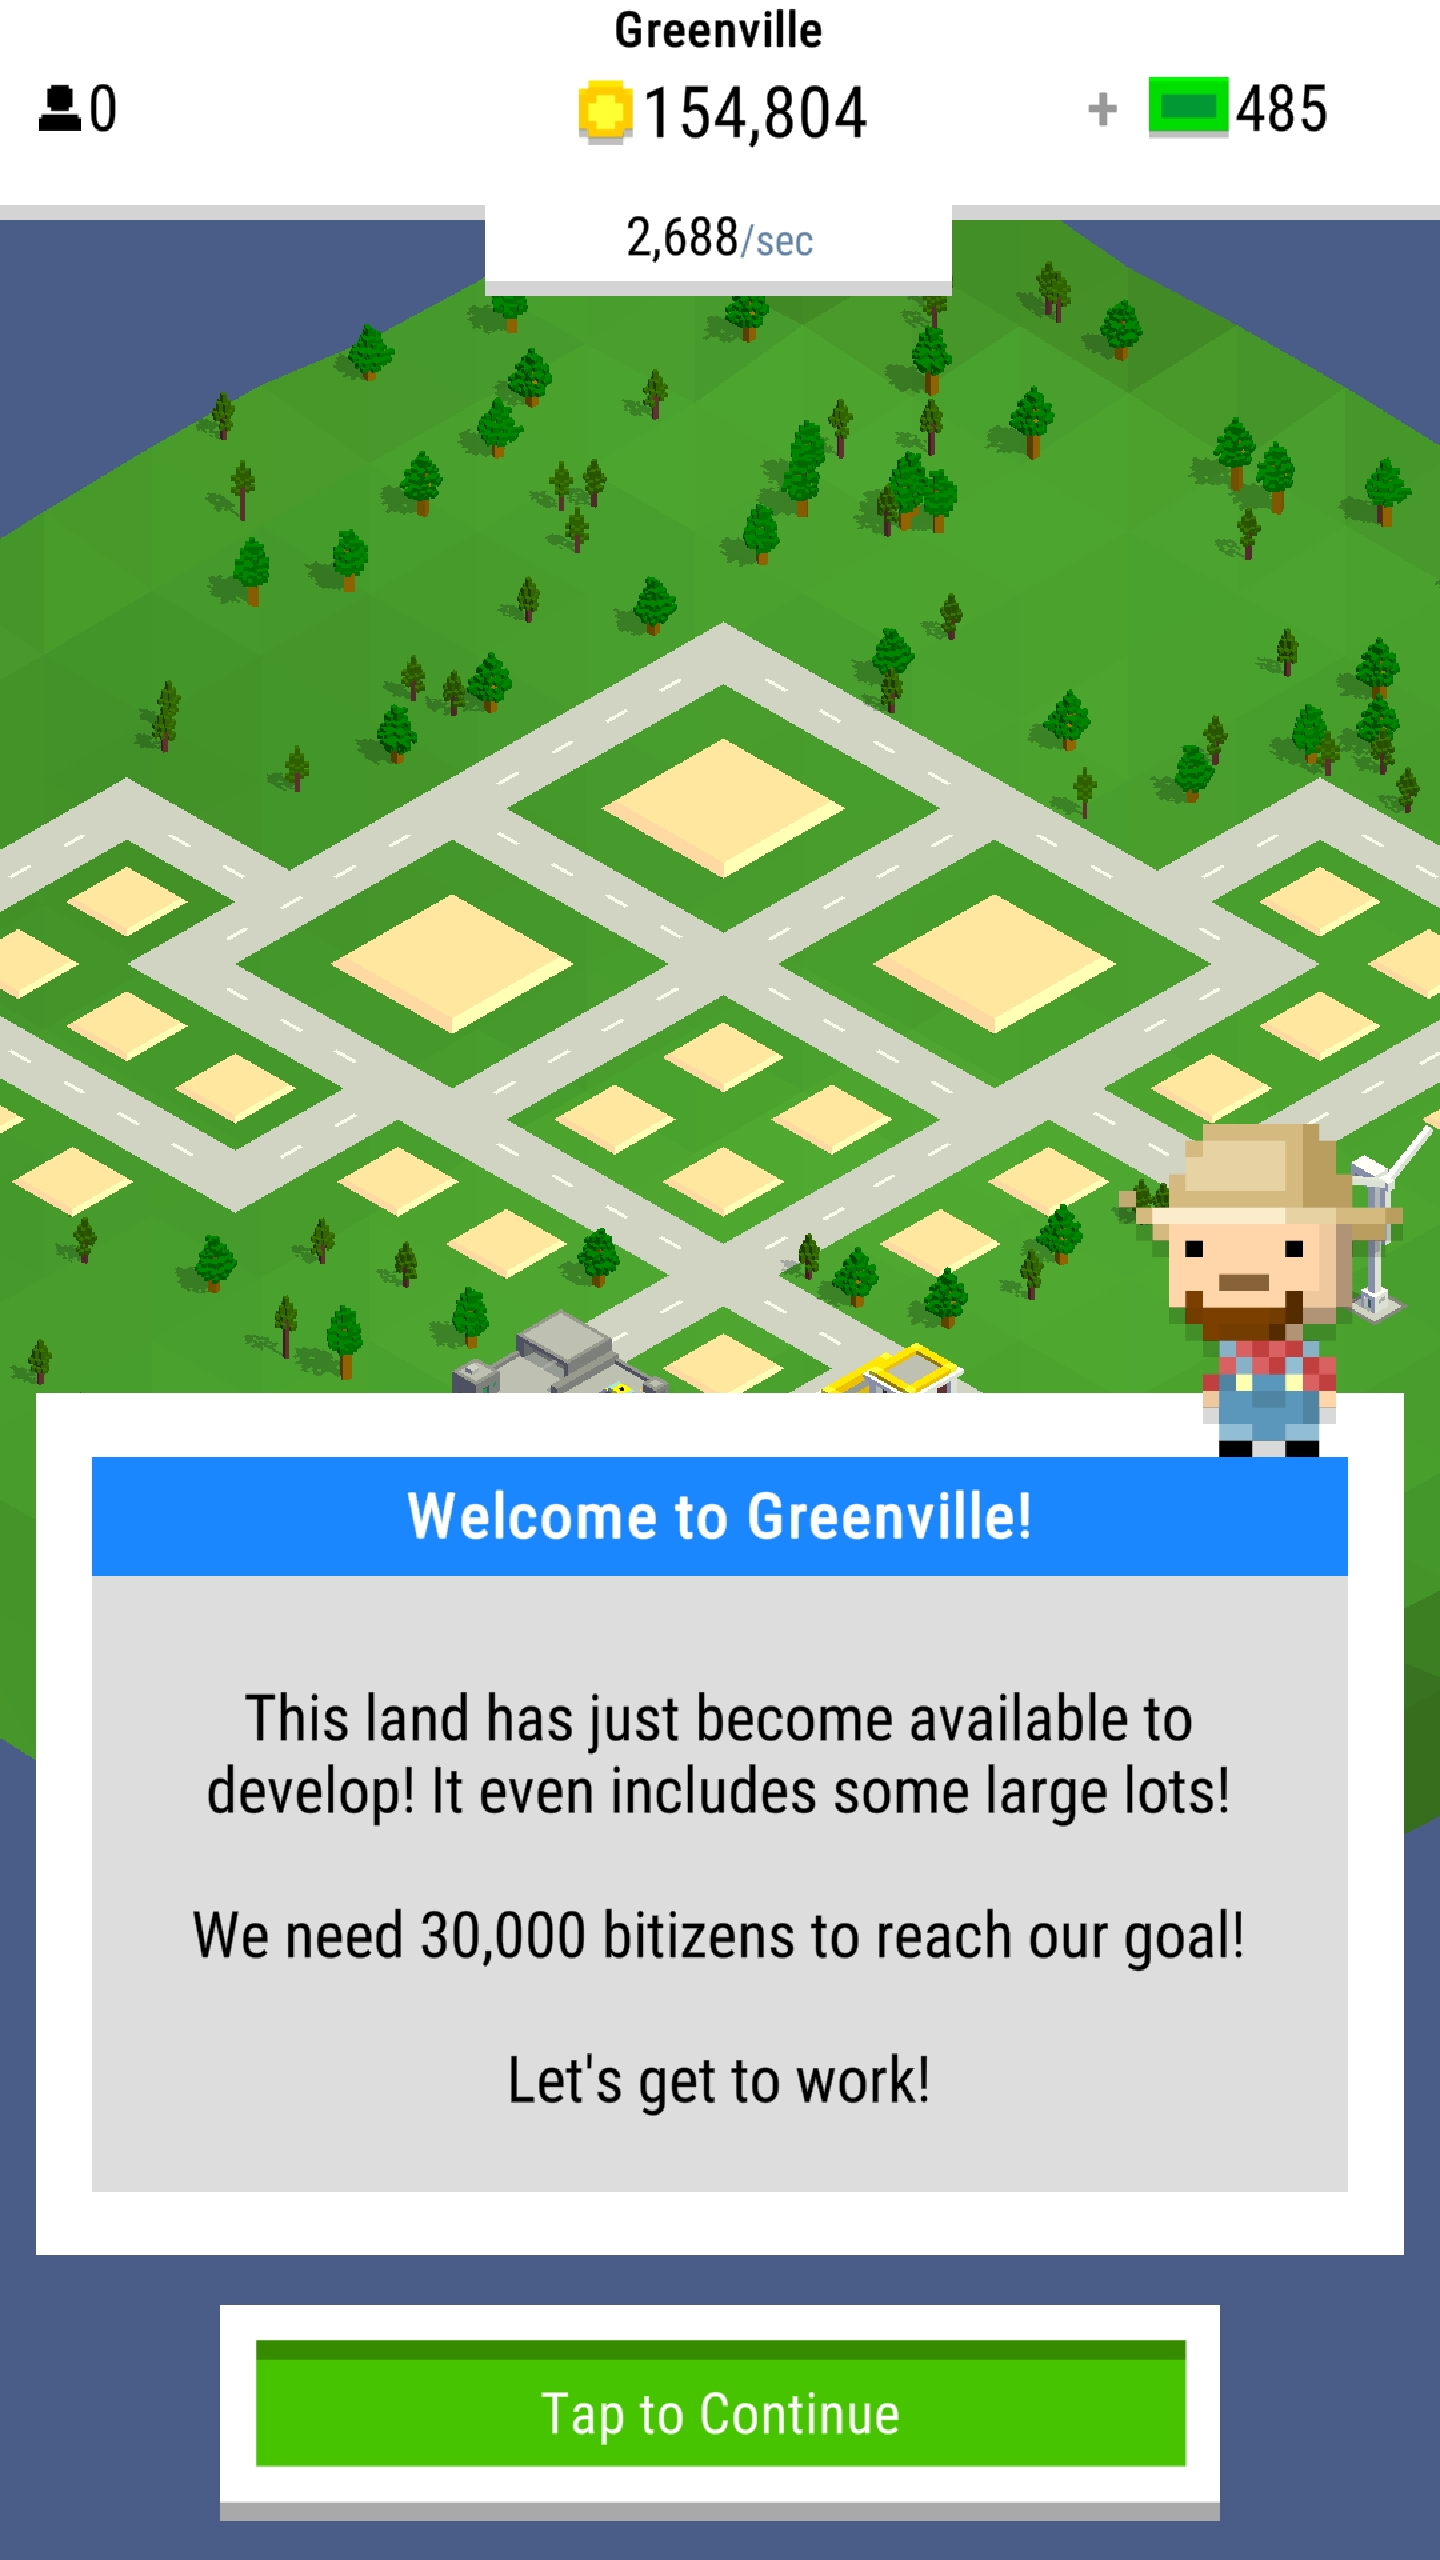 Greenville
0
154,804
+ 485
2,688/sec
Welcome to Greenville!
This land has just become available to
develop! It even includes some large lots!
We need 30,000 bitizens to reach our goal!
Let's get to work!
Tap to Continue